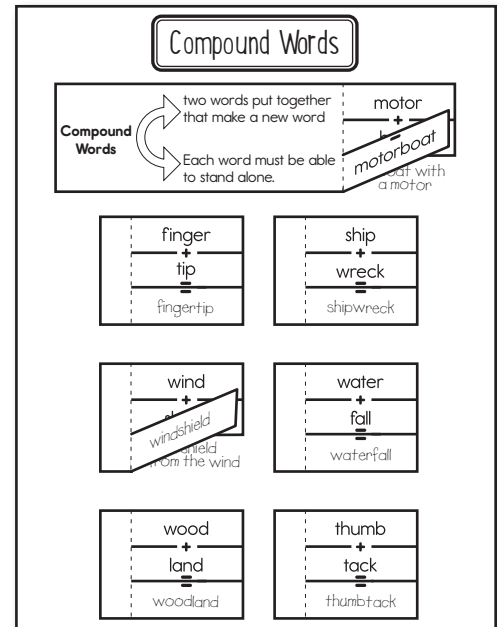 Compound Words
Compound
Words
two words put together
that make a new word
Each word must be able
to stand alone.
motor
+
motorboat
with
a motor
finger
+
tip
=
fingertip
ship
+
wreck
=
shipwreck
wind
+
windshield
from the wind
water
+
fall
=
waterfall
wood
+
land
=
woodland
thumb
+
tack
=
thumbtack